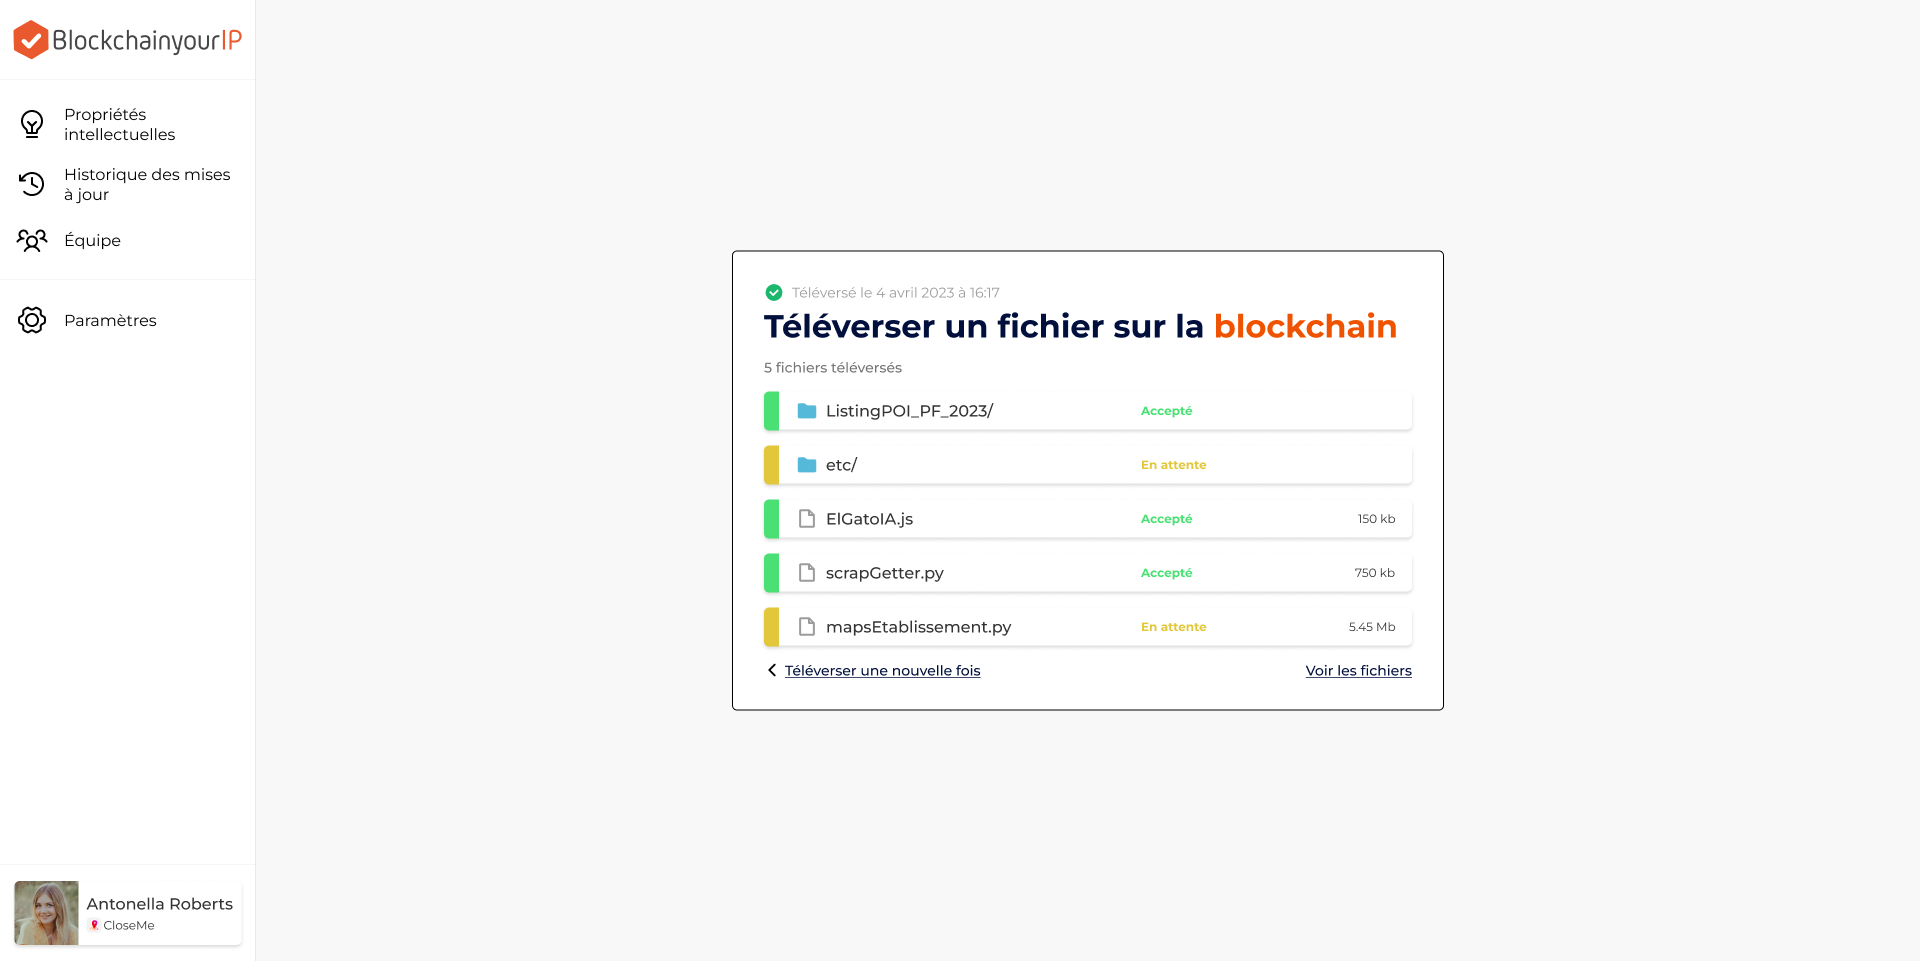 BlockchainyourIP
Propriétés
intellectuelles
Historique des mises
à jour
Équipe
Paramètres
Antonella Roberts
CloseMe
Téléversé le 4 avril 2023 à 16:17
Téléverser un fichier sur la blockchain
5 fichiers téléversés
ListingPOI_PF_2023/ Accepté
etc/ En attente
ElGatoIA.js Accepté 150 kb
scrapGetter.py Accepté 750 kb
mapsEtablissement.py En attente 5.45 Mb
Téléverser une nouvelle fois Voir les fichiers